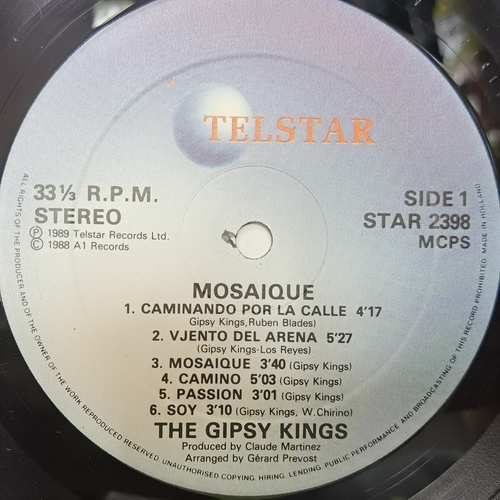 TELSTAR
33 ⅓ R.P.M.
STEREO
Ⓟ 1989 Telstar Records Ltd.
Ⓒ 1988 A1 Records
SIDE 1
STAR 2398
MCPS
MOSAIQUE
1. CAMINANDO POR LA CALLE 4'17
(Gipsy Kings,Ruben Blades)
2. VJENTO DEL ARENA 5'27
(Gipsy Kings-Los Reyes)
3. MOSAIQUE 3'40 (Gipsy Kings)
4. CAMINO 5'03 (Gipsy Kings)
5. PASSION 3'01 (Gipsy Kings)
6. SOY 3'10 (Gipsy Kings, W.Chirino)
THE GIPSY KINGS
Produced by Claude Martinez
Arranged by Gérard Prevost
ALL RIGHTS OF THE PRODUCER AND OF THE OWNER OF THE WORK REPRODUCED RESERVED. UNAUTHORISED COPYING, HIRING, LENDING, PUBLIC PERFORMANCE AND BROADCASTING OF THIS RECORD PROHIBITED. MADE IN HOLLAND